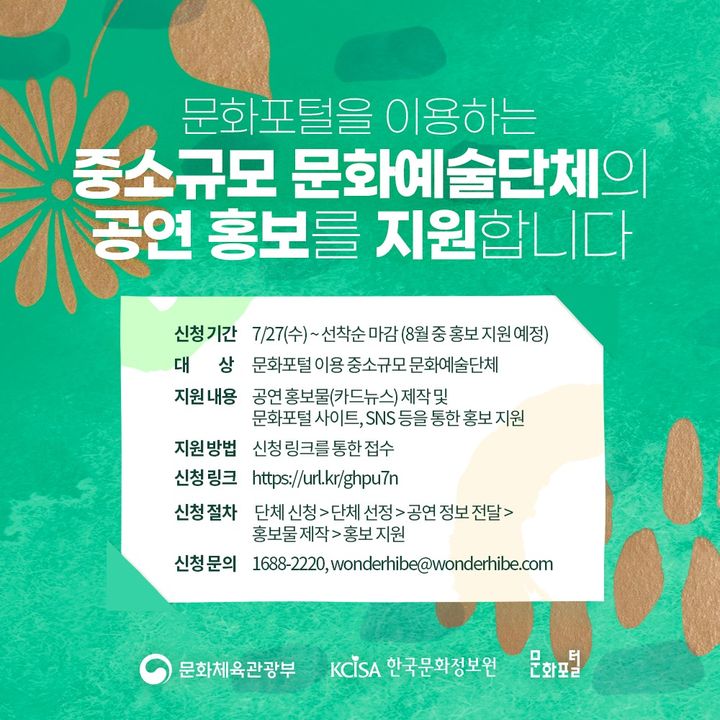 문화포털을 이용하는
중소규모 문화예술단체의
공연 홍보를 지원합니다
신청 기간 7/27(수) ~ 선착순 마감 (8월 중 홍보 지원 예정)
대 상 문화포털 이용 중소규모 문화예술단체
지원 내용 공연 홍보물(카드뉴스) 제작 및
문화포털 사이트, SNS 등을 통한 홍보 지원
지원 방법 신청 링크를 통한 접수
신청 링크 https://url.kr/ghpu7n
신청 절차 단체 신청 > 단체 선정 > 공연 정보 전달 >
홍보물 제작 > 홍보 지원
신청 문의 1688-2220, wonderhibe@wonderhibe.com
문화체육관광부 KCISA 한국문화정보원 문화포털